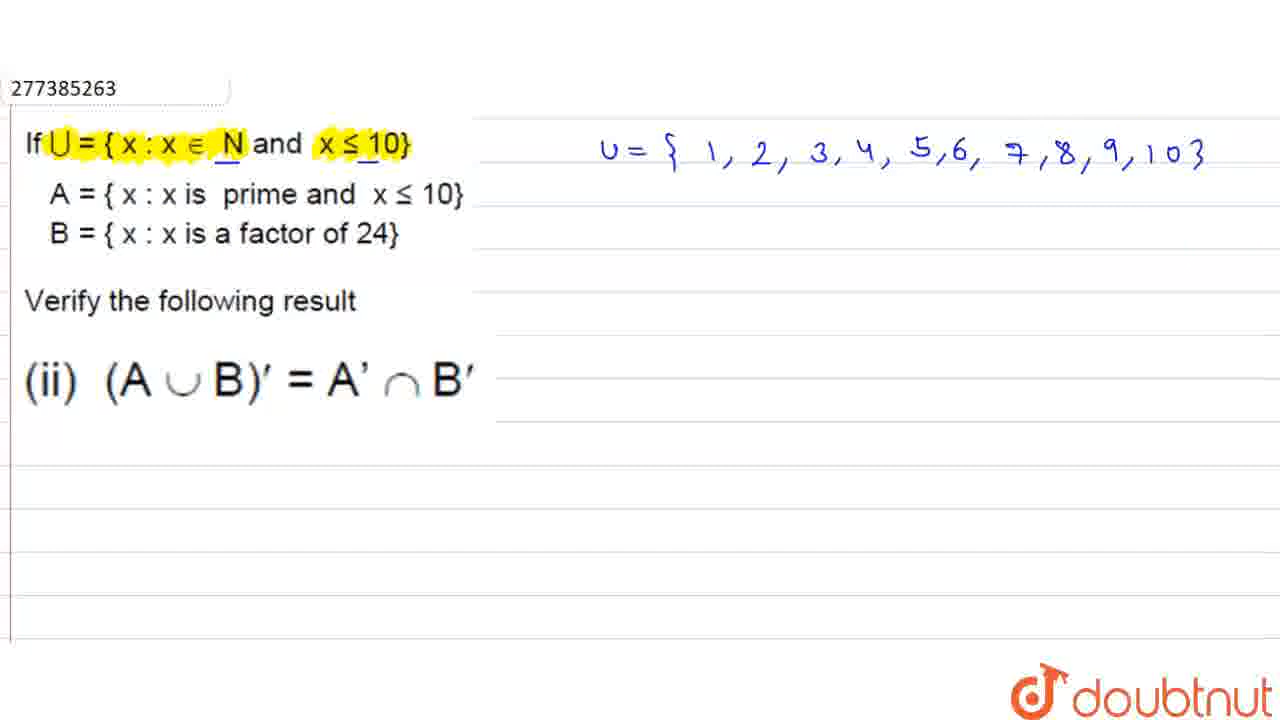 277385263
If U = { x : x ∈ N and x ≤ 10}
U = { 1, 2, 3, 4, 5, 6, 7, 8, 9, 10}
A = { x : x is prime and x ≤ 10}
B = { x : x is a factor of 24}
Verify the following result
(ii) (A ∪ B)′ = A’ ∩ B′
doubtnut